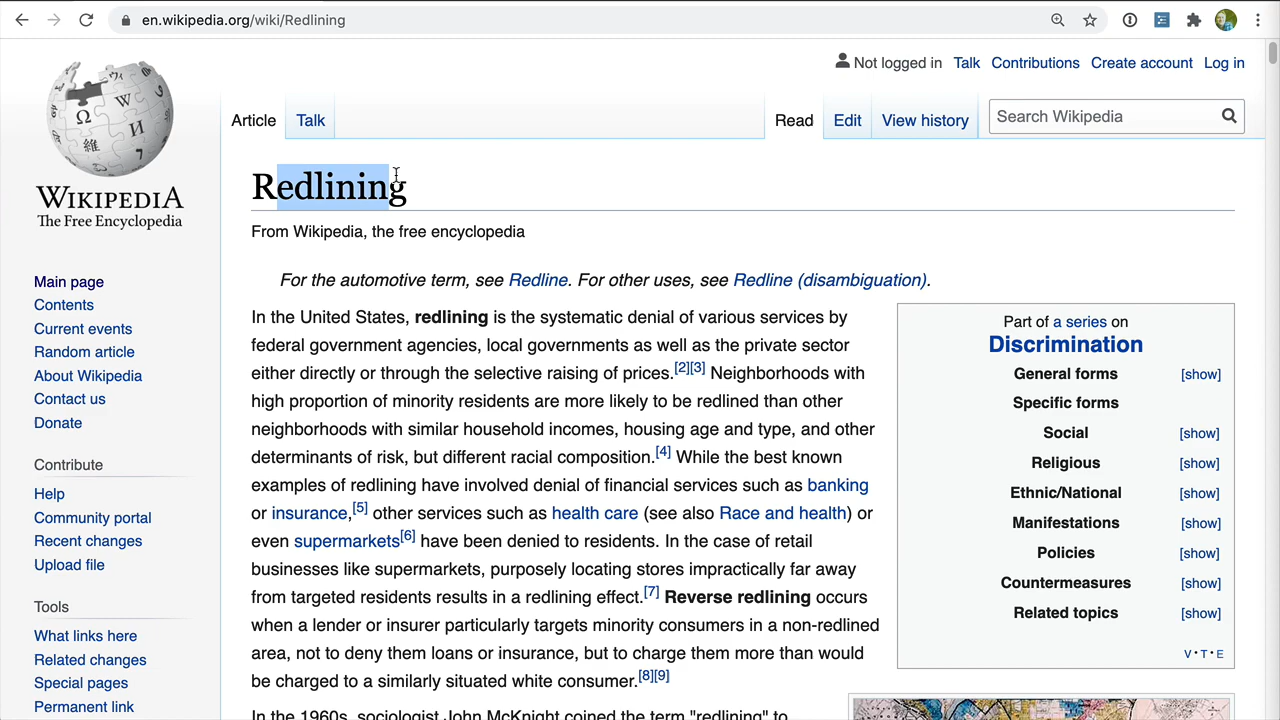 en.wikipedia.org/wiki/Redlining
Not logged in Talk Contributions Create account Log in
Article Talk Read Edit View history Search Wikipedia
WIKIPEDIA
The Free Encyclopedia
Main page
Contents
Current events
Random article
About Wikipedia
Contact us
Donate
Contribute
Help
Community portal
Recent changes
Upload file
Tools
What links here
Related changes
Special pages
Permanent link
Redlining
From Wikipedia, the free encyclopedia
For the automotive term, see Redline. For other uses, see Redline (disambiguation).
In the United States, redlining is the systematic denial of various services by
federal government agencies, local governments as well as the private sector
either directly or through the selective raising of prices.[2][3] Neighborhoods with
high proportion of minority residents are more likely to be redlined than other
neighborhoods with similar household incomes, housing age and type, and other
determinants of risk, but different racial composition.[4] While the best known
examples of redlining have involved denial of financial services such as banking
or insurance,[5] other services such as health care (see also Race and health) or
even supermarkets[6] have been denied to residents. In the case of retail
businesses like supermarkets, purposely locating stores impractically far away
from targeted residents results in a redlining effect.[7] Reverse redlining occurs
when a lender or insurer particularly targets minority consumers in a non-redlined
area, not to deny them loans or insurance, but to charge them more than would
be charged to a similarly situated white consumer.[8][9]
In the 1960s, sociologist John McKnight coined the term "redlining" to
Part of a series on
Discrimination
General forms [show]
Specific forms
Social [show]
Religious [show]
Ethnic/National [show]
Manifestations [show]
Policies [show]
Countermeasures [show]
Related topics [show]
V • T • E